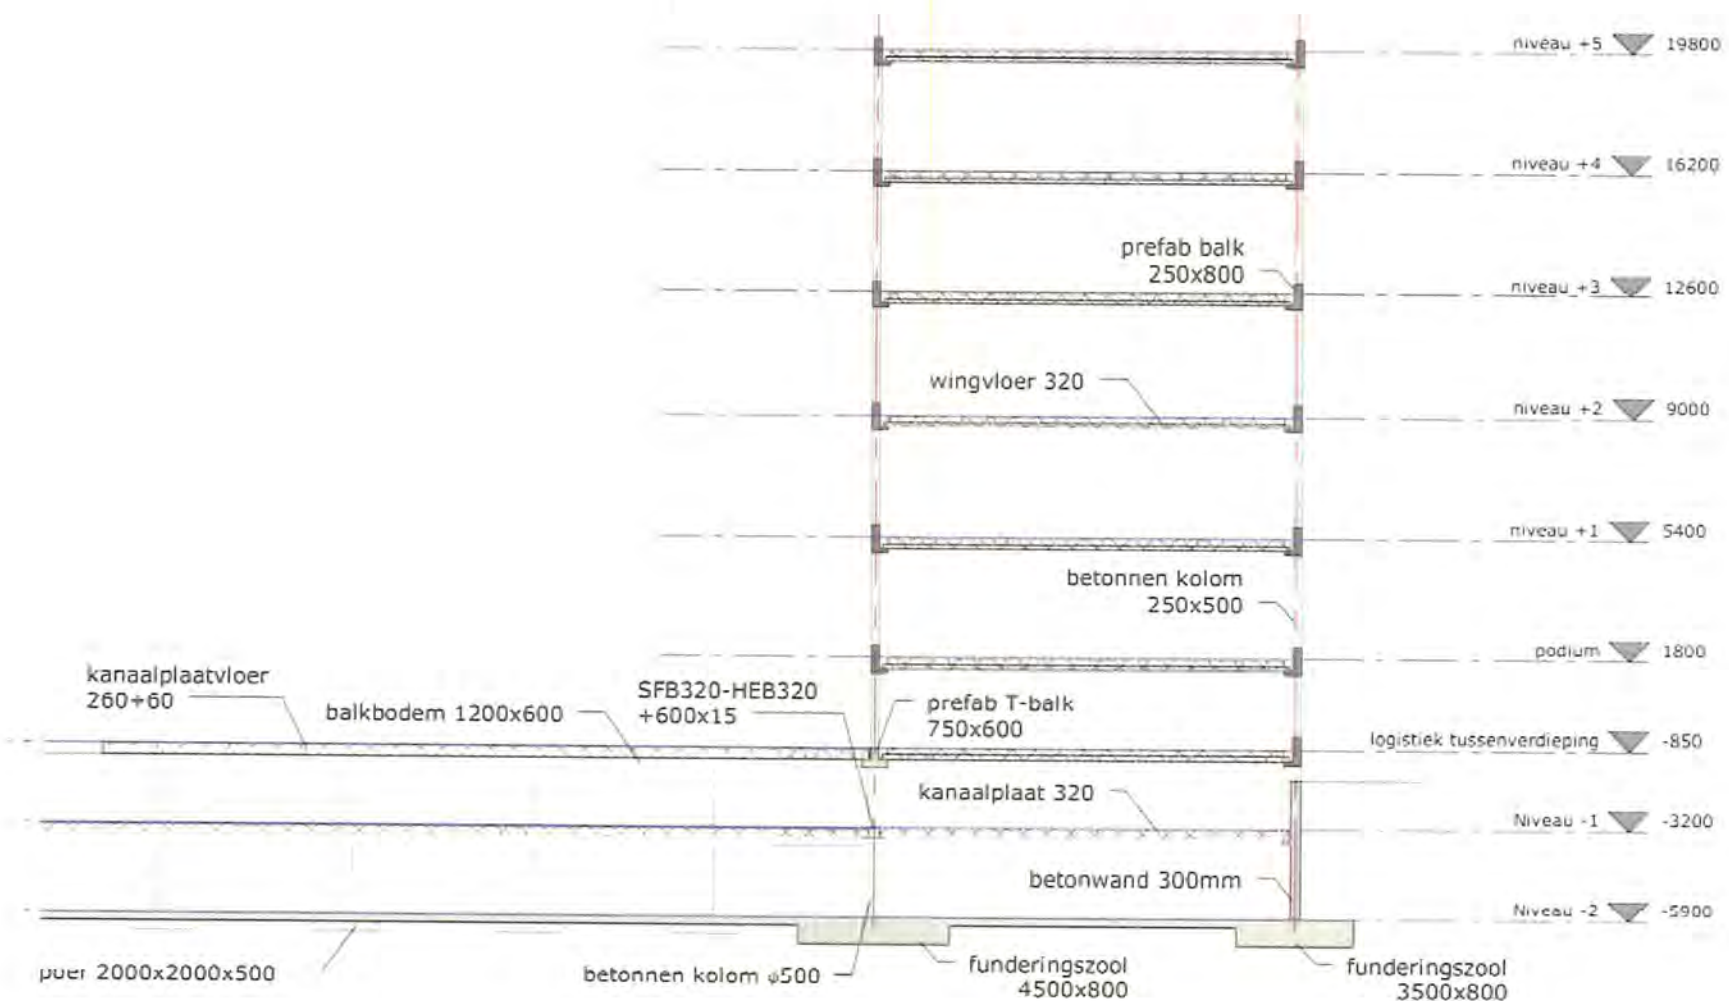 niveau +5 19800
niveau +4 16200
prefab balk
250x800
niveau +3 12600
wingvloer 320
niveau +2 9000
niveau +1 5400
betonnen kolom
250x500
podium 1800
kanaalplaatvloer
260+60
balkbodem 1200x600
SFB320-HEB320
+600x15
prefab T-balk
750x600
logistiek tussenverdieping -850
kanaalplaat 320
Niveau -1 -3200
betonwand 300mm
Niveau -2 -5900
poer 2000x2000x500
betonnen kolom φ500
funderingszool
4500x800
funderingszool
3500x800